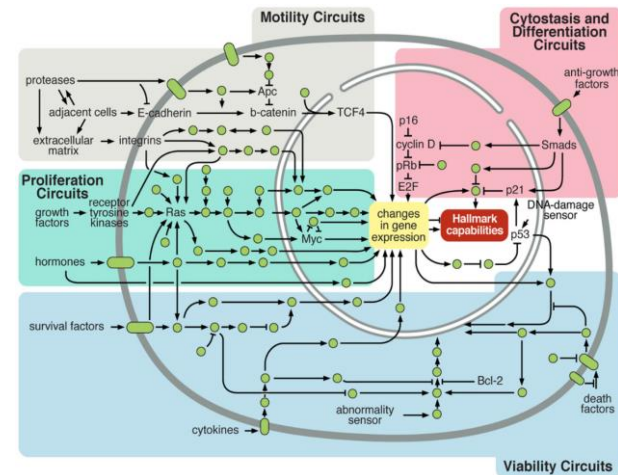 Motility Circuits
Cytostasis and
Differentiation
Circuits
proteases
adjacent cells
E-cadherin
extracellular
matrix
integrins
Apc
b-catenin
TCF4
anti-growth
factors
p16
cyclin D
pRb
E2F
Smads
p21
DNA-damage
sensor
p53
Proliferation
Circuits
growth
factors
receptor
tyrosine
kinases
Ras
Myc
hormones
changes
in gene
expression
Hallmark
capabilities
survival factors
Bcl-2
abnormality
sensor
cytokines
death
factors
Viability Circuits